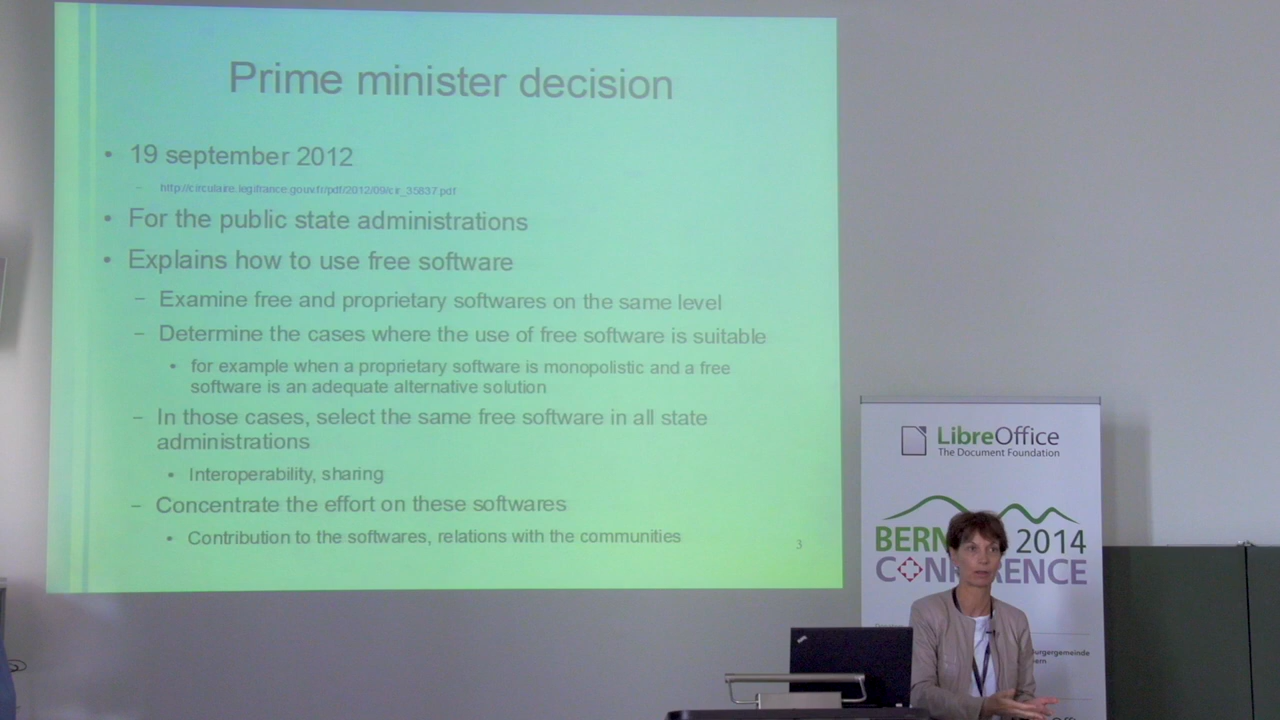 Prime minister decision
• 19 september 2012
– http://circulaire.legifrance.gouv.fr/pdf/2012/09/cir_35837.pdf
• For the public state administrations
• Explains how to use free software
– Examine free and proprietary softwares on the same level
– Determine the cases where the use of free software is suitable
• for example when a proprietary software is monopolistic and a free
software is an adequate alternative solution
– In those cases, select the same free software in all state
administrations
• Interoperability, sharing
– Concentrate the effort on these softwares
• Contribution to the softwares, relations with the communities
3
LibreOffice
The Document Foundation
BERN 2014